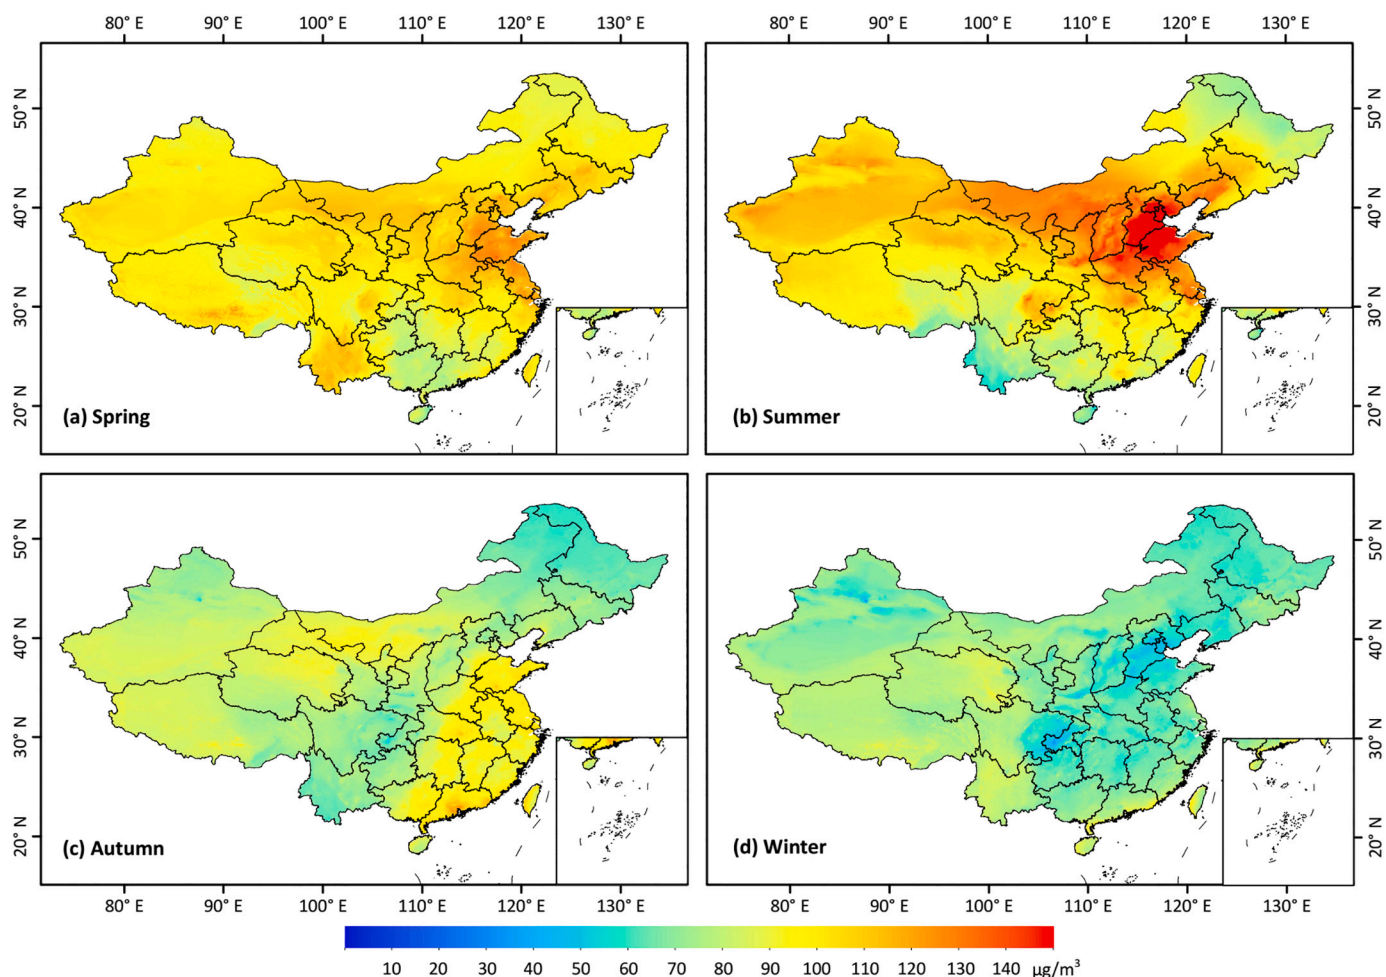 80° E 90° E 100° E 110° E 120° E 130° E 80° E 90° E 100° E 110° E 120° E 130° E
50° N 50° N
40° N 40° N
30° N 30° N
20° N 20° N
(a) Spring (b) Summer
50° N 50° N
40° N 40° N
30° N 30° N
20° N 20° N
(c) Autumn (d) Winter
80° E 90° E 100° E 110° E 120° E 130° E 80° E 90° E 100° E 110° E 120° E 130° E
10 20 30 40 50 60 70 80 90 100 110 120 130 140 µg/m³